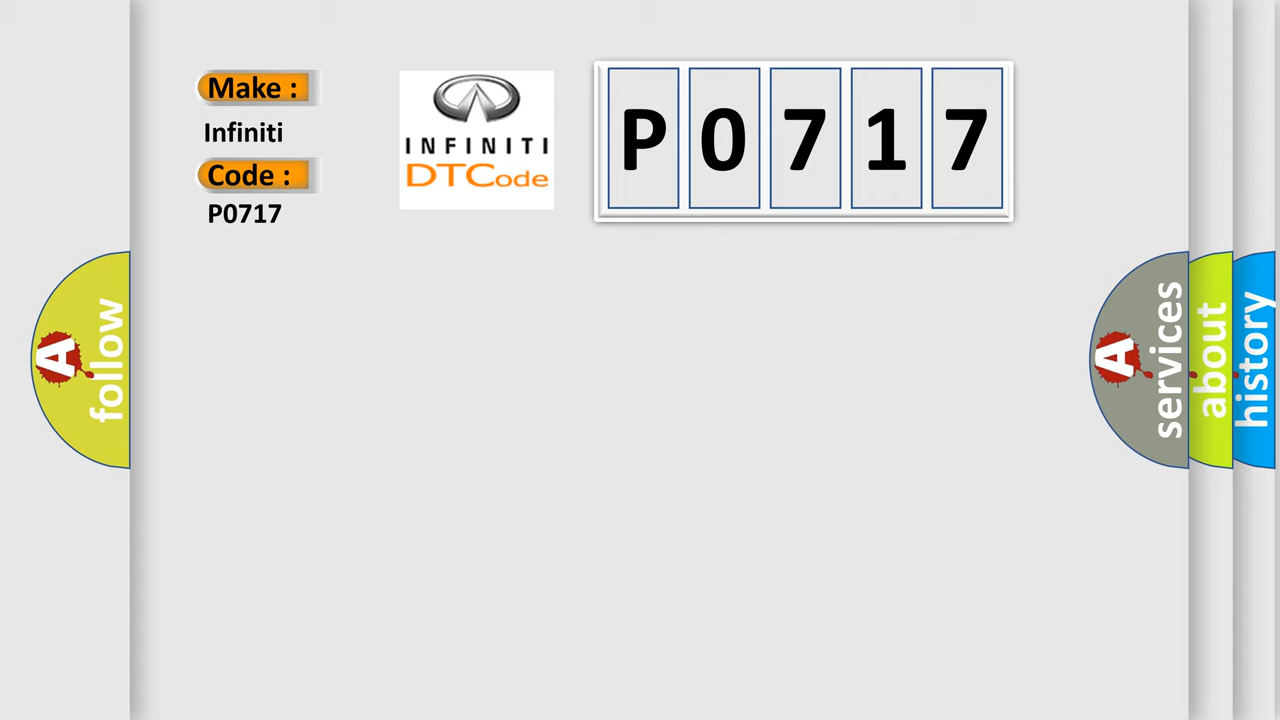 Make :
Infiniti
Code :
P0717
INFINITI
DTCode
P0717
A
follow
A
services
about
history